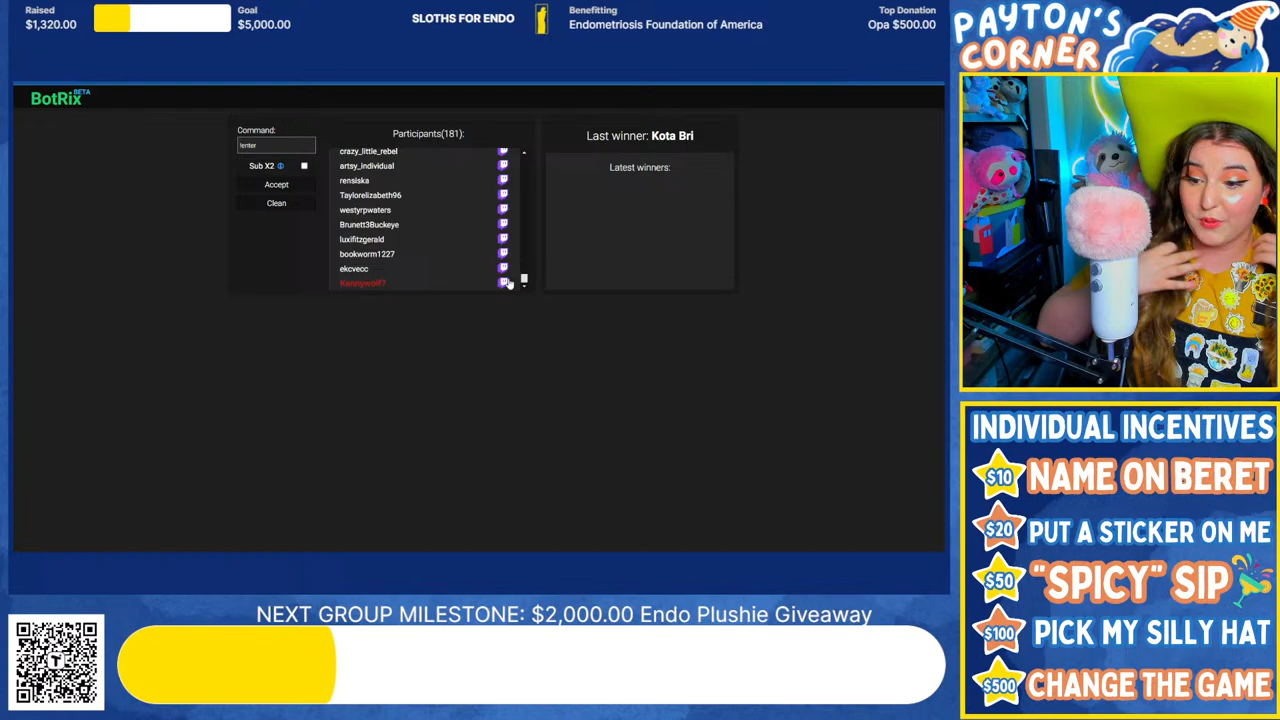 Raised
$1,320.00
Goal
$5,000.00
SLOTHS FOR ENDO
Benefitting
Endometriosis Foundation of America
Top Donation
Opa $500.00
PAYTON'S
CORNER
BotRix BETA
Command:
!enter
Sub X2
Accept
Clean
Participants(181):
crazy_little_rebel
artsy_individual
rensiska
Taylorelizabeth96
westyrpwaters
Brunett3Buckeye
luxifitzgerald
bookworm1227
ekcvecc
Kennywolf7
Last winner: Kota Bri
Latest winners:
INDIVIDUAL INCENTIVES
$10 NAME ON BERET
$20 PUT A STICKER ON ME
$50 "SPICY" SIP
$100 PICK MY SILLY HAT
$500 CHANGE THE GAME
NEXT GROUP MILESTONE: $2,000.00 Endo Plushie Giveaway